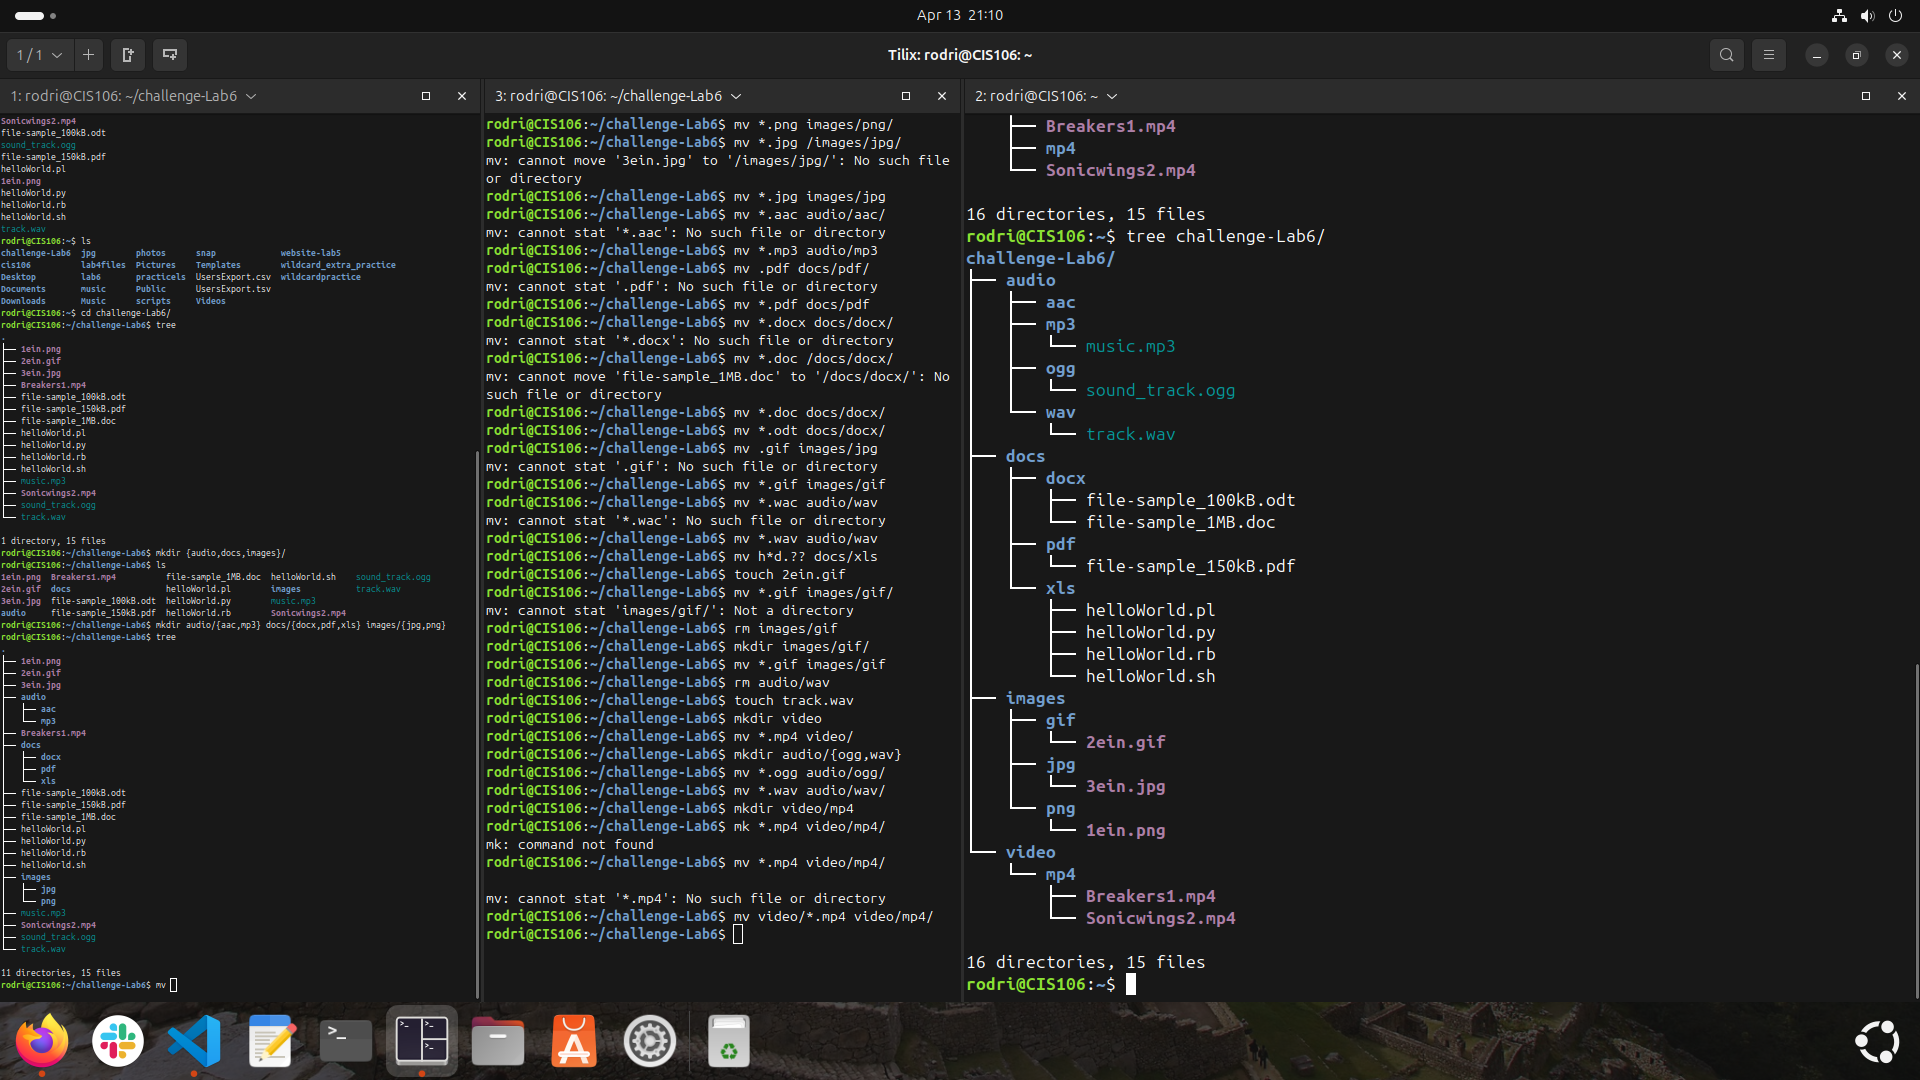 Apr 13 21:10
1 / 1
Tilix: rodri@CIS106: ~
1: rodri@CIS106: ~/challenge-Lab6
Sonicwings2.mp4
file-sample_100kB.odt
sound_track.ogg
file-sample_150kB.pdf
helloWorld.pl
1ein.png
helloWorld.py
helloWorld.rb
helloWorld.sh
track.wav
rodri@CIS106:~$ ls
challenge-Lab6 jpg photos snap website-lab5
cis106 lab4files Pictures Templates wildcard_extra_practice
Desktop lab6 practicels UsersExport.csv wildcardpractice
Documents music Public UsersExport.tsv
Downloads Music scripts Videos
rodri@CIS106:~$ cd challenge-Lab6/
rodri@CIS106:~/challenge-Lab6$ tree
.
├── 1ein.png
├── 2ein.gif
├── 3ein.jpg
├── Breakers1.mp4
├── file-sample_100kB.odt
├── file-sample_150kB.pdf
├── file-sample_1MB.doc
├── helloWorld.pl
├── helloWorld.py
├── helloWorld.rb
├── helloWorld.sh
├── music.mp3
├── Sonicwings2.mp4
├── sound_track.ogg
└── track.wav
1 directory, 15 files
rodri@CIS106:~/challenge-Lab6$ mkdir {audio,docs,images}/
rodri@CIS106:~/challenge-Lab6$ ls
1ein.png Breakers1.mp4 file-sample_1MB.doc helloWorld.sh sound_track.ogg
2ein.gif docs helloWorld.pl images track.wav
3ein.jpg file-sample_100kB.odt helloWorld.py music.mp3
audio file-sample_150kB.pdf helloWorld.rb Sonicwings2.mp4
rodri@CIS106:~/challenge-Lab6$ mkdir audio/{aac,mp3} docs/{docx,pdf,xls} images/{jpg,png}
rodri@CIS106:~/challenge-Lab6$ tree
.
├── 1ein.png
├── 2ein.gif
├── 3ein.jpg
├── audio
│   ├── aac
│   └── mp3
├── Breakers1.mp4
├── docs
│   ├── docx
│   ├── pdf
│   └── xls
├── file-sample_100kB.odt
├── file-sample_150kB.pdf
├── file-sample_1MB.doc
├── helloWorld.pl
├── helloWorld.py
├── helloWorld.rb
├── helloWorld.sh
├── images
│   ├── jpg
│   └── png
├── music.mp3
├── Sonicwings2.mp4
├── sound_track.ogg
└── track.wav
11 directories, 15 files
rodri@CIS106:~/challenge-Lab6$ mv
3: rodri@CIS106: ~/challenge-Lab6
rodri@CIS106:~/challenge-Lab6$ mv *.png images/png/
rodri@CIS106:~/challenge-Lab6$ mv *.jpg /images/jpg/
mv: cannot move '3ein.jpg' to '/images/jpg/': No such file
or directory
rodri@CIS106:~/challenge-Lab6$ mv *.jpg images/jpg
rodri@CIS106:~/challenge-Lab6$ mv *.aac audio/aac/
mv: cannot stat '*.aac': No such file or directory
rodri@CIS106:~/challenge-Lab6$ mv *.mp3 audio/mp3
rodri@CIS106:~/challenge-Lab6$ mv .pdf docs/pdf/
mv: cannot stat '.pdf': No such file or directory
rodri@CIS106:~/challenge-Lab6$ mv *.pdf docs/pdf
rodri@CIS106:~/challenge-Lab6$ mv *.docx docs/docx/
mv: cannot stat '*.docx': No such file or directory
rodri@CIS106:~/challenge-Lab6$ mv *.doc /docs/docx/
mv: cannot move 'file-sample_1MB.doc' to '/docs/docx/': No
such file or directory
rodri@CIS106:~/challenge-Lab6$ mv *.doc docs/docx/
rodri@CIS106:~/challenge-Lab6$ mv *.odt docs/docx/
rodri@CIS106:~/challenge-Lab6$ mv .gif images/jpg
mv: cannot stat '.gif': No such file or directory
rodri@CIS106:~/challenge-Lab6$ mv *.gif images/gif
rodri@CIS106:~/challenge-Lab6$ mv *.wac audio/wav
mv: cannot stat '*.wac': No such file or directory
rodri@CIS106:~/challenge-Lab6$ mv *.wav audio/wav
rodri@CIS106:~/challenge-Lab6$ mv h*d.?? docs/xls
rodri@CIS106:~/challenge-Lab6$ touch 2ein.gif
rodri@CIS106:~/challenge-Lab6$ mv *.gif images/gif/
mv: cannot stat 'images/gif/': Not a directory
rodri@CIS106:~/challenge-Lab6$ rm images/gif
rodri@CIS106:~/challenge-Lab6$ mkdir images/gif/
rodri@CIS106:~/challenge-Lab6$ mv *.gif images/gif
rodri@CIS106:~/challenge-Lab6$ rm audio/wav
rodri@CIS106:~/challenge-Lab6$ touch track.wav
rodri@CIS106:~/challenge-Lab6$ mkdir video
rodri@CIS106:~/challenge-Lab6$ mv *.mp4 video/
rodri@CIS106:~/challenge-Lab6$ mkdir audio/{ogg,wav}
rodri@CIS106:~/challenge-Lab6$ mv *.ogg audio/ogg/
rodri@CIS106:~/challenge-Lab6$ mv *.wav audio/wav/
rodri@CIS106:~/challenge-Lab6$ mkdir video/mp4
rodri@CIS106:~/challenge-Lab6$ mk *.mp4 video/mp4/
mk: command not found
rodri@CIS106:~/challenge-Lab6$ mv *.mp4 video/mp4/
mv: cannot stat '*.mp4': No such file or directory
rodri@CIS106:~/challenge-Lab6$ mv video/*.mp4 video/mp4/
rodri@CIS106:~/challenge-Lab6$
2: rodri@CIS106: ~
├── Breakers1.mp4
├── mp4
└── Sonicwings2.mp4
16 directories, 15 files
rodri@CIS106:~$ tree challenge-Lab6/
challenge-Lab6/
├── audio
│   ├── aac
│   ├── mp3
│   │   └── music.mp3
│   ├── ogg
│   │   └── sound_track.ogg
│   └── wav
│       └── track.wav
├── docs
│   ├── docx
│   │   ├── file-sample_100kB.odt
│   │   └── file-sample_1MB.doc
│   ├── pdf
│   │   └── file-sample_150kB.pdf
│   └── xls
│       ├── helloWorld.pl
│       ├── helloWorld.py
│       ├── helloWorld.rb
│       └── helloWorld.sh
├── images
│   ├── gif
│   │   └── 2ein.gif
│   ├── jpg
│   │   └── 3ein.jpg
│   └── png
│       └── 1ein.png
└── video
    └── mp4
        ├── Breakers1.mp4
        └── Sonicwings2.mp4
16 directories, 15 files
rodri@CIS106:~$